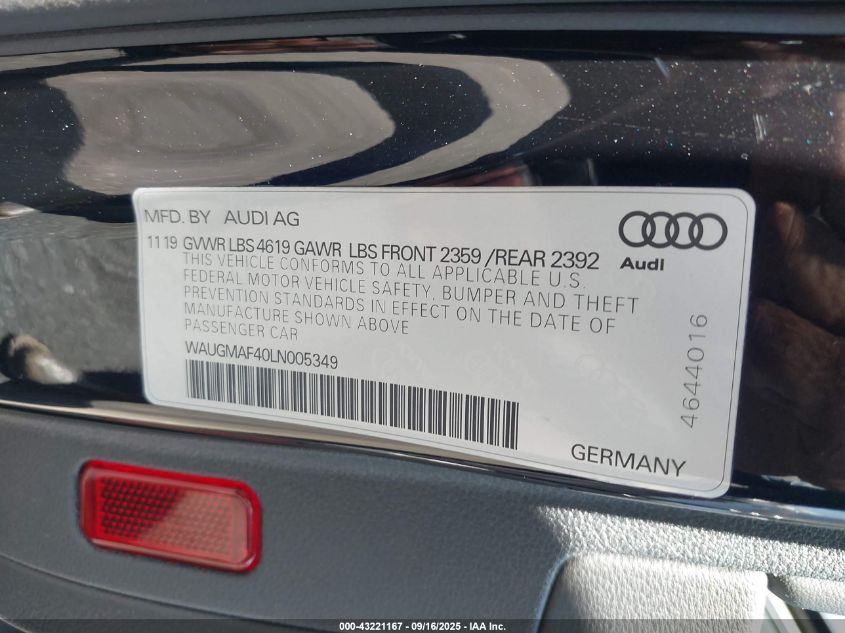 MFD. BY AUDI AG
Audi
11 19 GVWR LBS 4619 GAWR LBS FRONT 2359 /REAR 2392
THIS VEHICLE CONFORMS TO ALL APPLICABLE U.S.
FEDERAL MOTOR VEHICLE SAFETY, BUMPER AND THEFT
PREVENTION STANDARDS IN EFFECT ON THE DATE OF
MANUFACTURE SHOWN ABOVE
PASSENGER CAR
WAUGMAF40LN005349
4644016
GERMANY
000-43221167 - 09/16/2025 - IAA Inc.